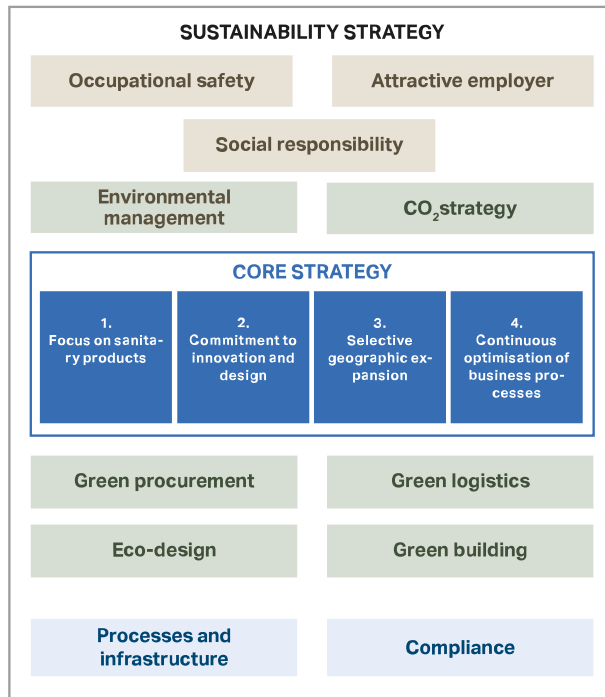 SUSTAINABILITY STRATEGY
Occupational safety
Attractive employer
Social responsibility
Environmental
management
CO₂strategy
CORE STRATEGY
1.
Focus on sanita-
ry products
2.
Commitment to
innovation and
design
3.
Selective
geographic ex-
pansion
4.
Continuous
optimisation of
business pro-
cesses
Green procurement
Green logistics
Eco-design
Green building
Processes and
infrastructure
Compliance